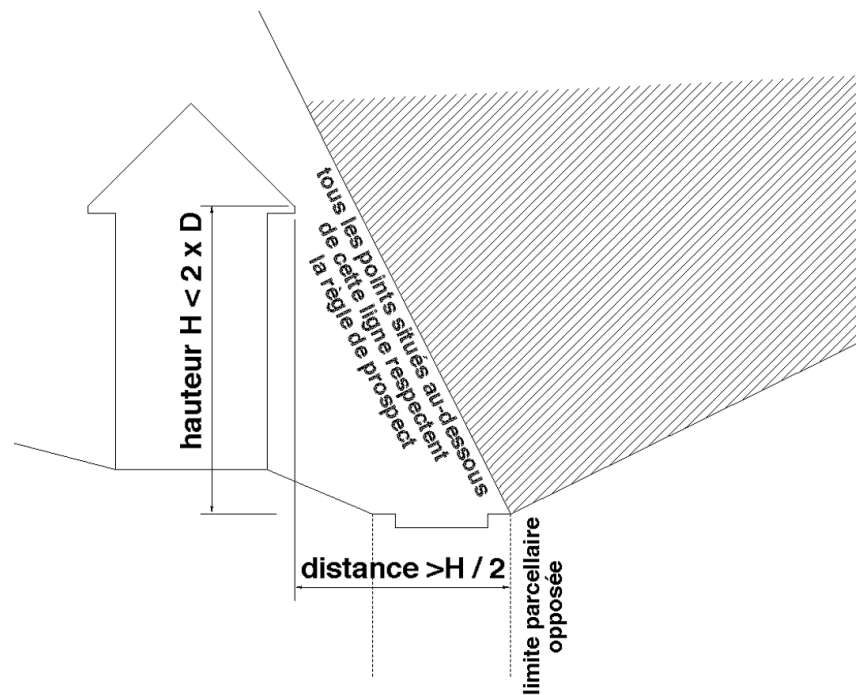 hauteur H < 2 x D
tous les points situés au-dessous
de cette ligne respectent
la règle de prospect
distance >H / 2
limite parcellaire
opposée